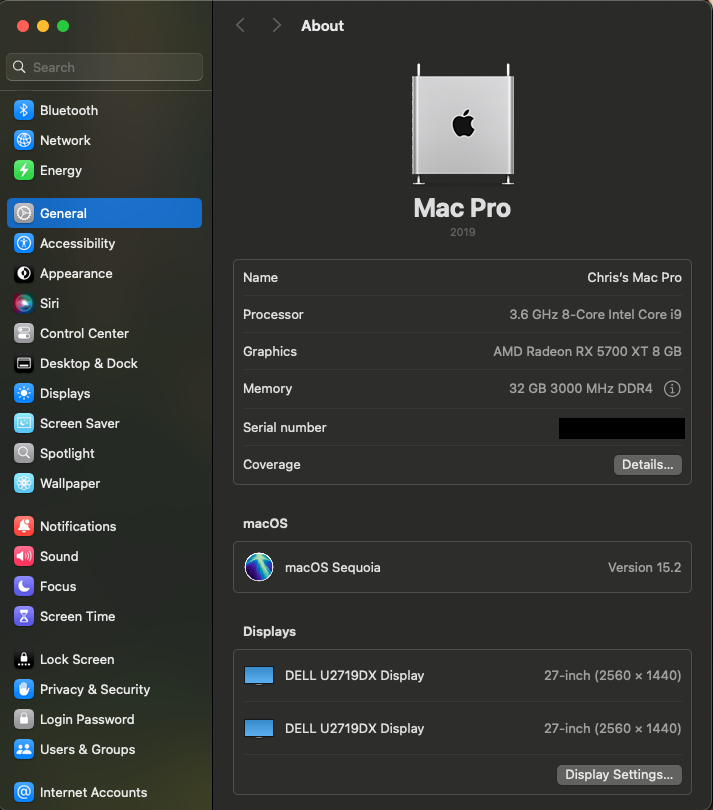 Search
Bluetooth
Network
Energy
General
Accessibility
Appearance
Siri
Control Center
Desktop & Dock
Displays
Screen Saver
Spotlight
Wallpaper
Notifications
Sound
Focus
Screen Time
Lock Screen
Privacy & Security
Login Password
Users & Groups
Internet Accounts
About
Mac Pro
2019
Name Chris's Mac Pro
Processor 3.6 GHz 8-Core Intel Core i9
Graphics AMD Radeon RX 5700 XT 8 GB
Memory 32 GB 3000 MHz DDR4
Serial number
Coverage Details...
macOS
macOS Sequoia Version 15.2
Displays
DELL U2719DX Display 27-inch (2560 × 1440)
DELL U2719DX Display 27-inch (2560 × 1440)
Display Settings...